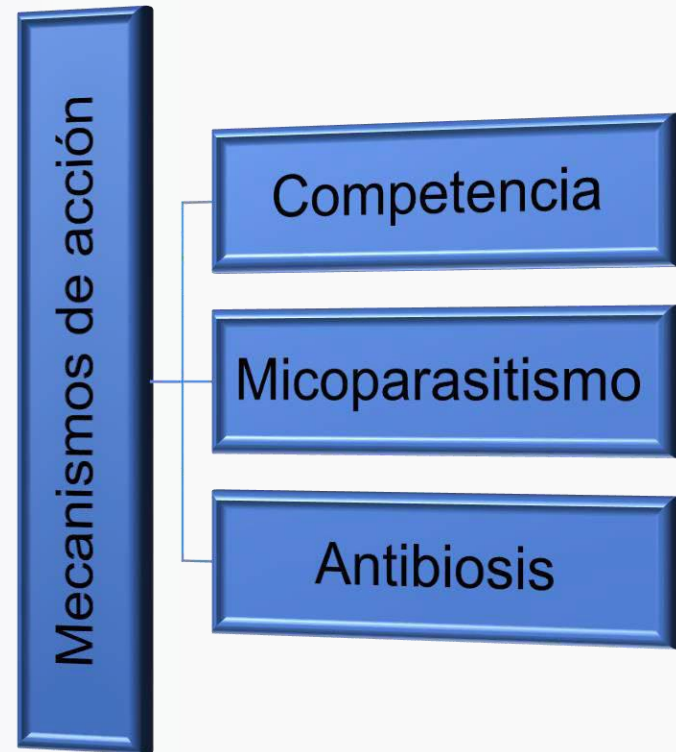 Mecanismos de acción
Competencia
Micoparasitismo
Antibiosis